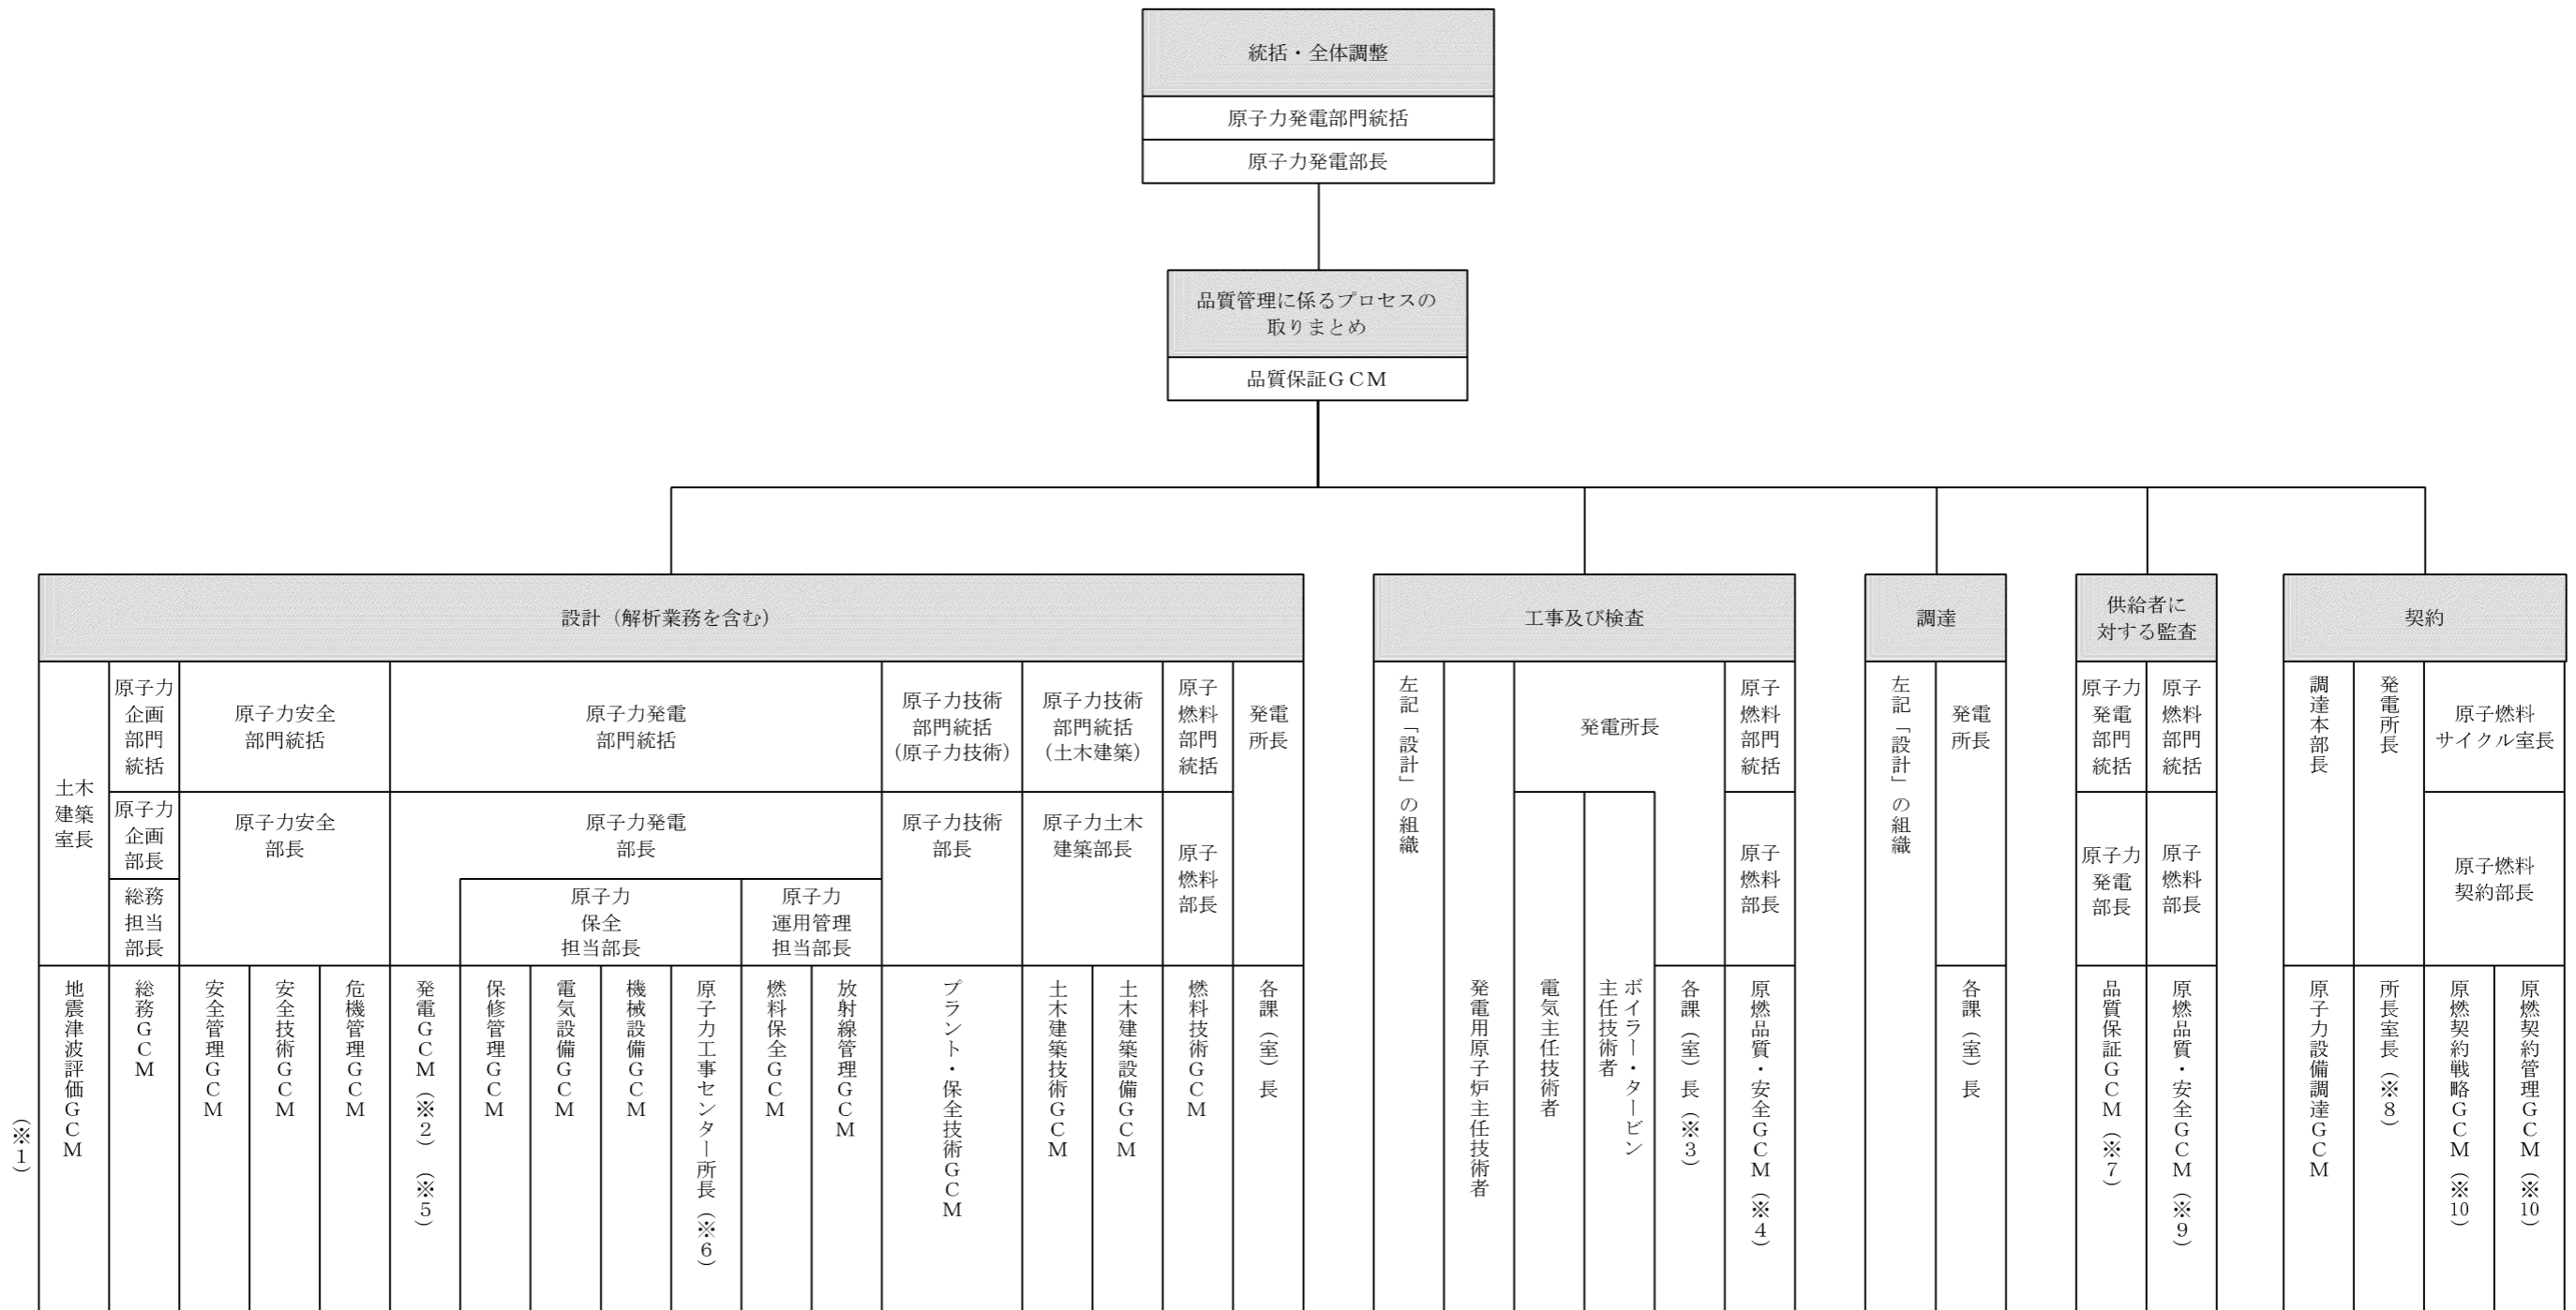 統括・全体調整
原子力発電部門統括
原子力発電部長
品質管理に係るプロセスの
取りまとめ
品質保証ＧＣＭ
設計（解析業務を含む）
土木
建築
室長
原子力
企画
部門
統括
原子力
企画
部長
総務
担当
部長
原子力安全
部門統括
原子力安全
部長
原子力発電
部門統括
原子力発電
部長
原子力
保全
担当部長
原子力
運用管理
担当部長
原子力技術
部門統括
（原子力技術）
原子力技術
部長
原子力技術
部門統括
（土木建築）
原子力土木
建築部長
原子
燃料
部門
統括
原子
燃料
部長
発電
所長
（※１）
地震津波評価ＧＣＭ
総務ＧＣＭ
安全管理ＧＣＭ
安全技術ＧＣＭ
危機管理ＧＣＭ
発電ＧＣＭ（※２）（※５）
保修管理ＧＣＭ
電気設備ＧＣＭ
機械設備ＧＣＭ
原子力工事センター所長（※６）
燃料保全ＧＣＭ
放射線管理ＧＣＭ
プラント・保全技術ＧＣＭ
土木建築技術ＧＣＭ
土木建築設備ＧＣＭ
燃料技術ＧＣＭ
各課（室）長
工事及び検査
左記「設計」の組織
発電用原子炉主任技術者
発電所長
電気主任技術者
ボイラー・タービン
主任技術者
各課（室）長（※３）
原子
燃料
部門
統括
原子
燃料
部長
原燃品質・安全ＧＣＭ（※４）
調達
左記「設計」の組織
発電
所長
各課（室）長
供給者に
対する監査
原子力
発電
部門
統括
原子力
発電
部長
品質保証ＧＣＭ（※７）
原子
燃料
部門
統括
原子
燃料
部長
原燃品質・安全ＧＣＭ（※９）
契約
調達本部長
原子力設備調達ＧＣＭ
発電所長
所長室長（※８）
原子燃料
サイクル室長
原子燃料
契約部長
原燃契約戦略ＧＣＭ（※10）
原燃契約管理ＧＣＭ（※10）